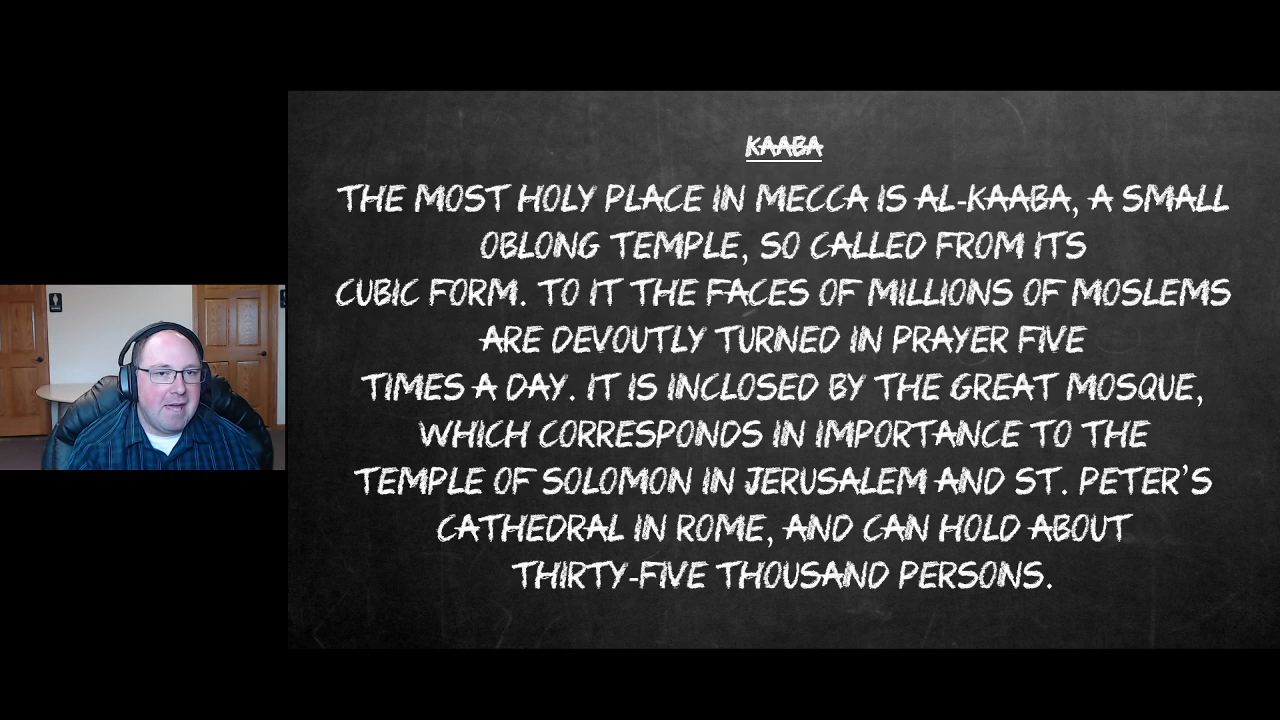 KAABA
THE MOST HOLY PLACE IN MECCA IS AL-KAABA, A SMALL
OBLONG TEMPLE, SO CALLED FROM ITS
CUBIC FORM. TO IT THE FACES OF MILLIONS OF MOSLEMS
ARE DEVOUTLY TURNED IN PRAYER FIVE
TIMES A DAY. IT IS INCLOSED BY THE GREAT MOSQUE,
WHICH CORRESPONDS IN IMPORTANCE TO THE
TEMPLE OF SOLOMON IN JERUSALEM AND ST. PETER'S
CATHEDRAL IN ROME, AND CAN HOLD ABOUT
THIRTY-FIVE THOUSAND PERSONS.